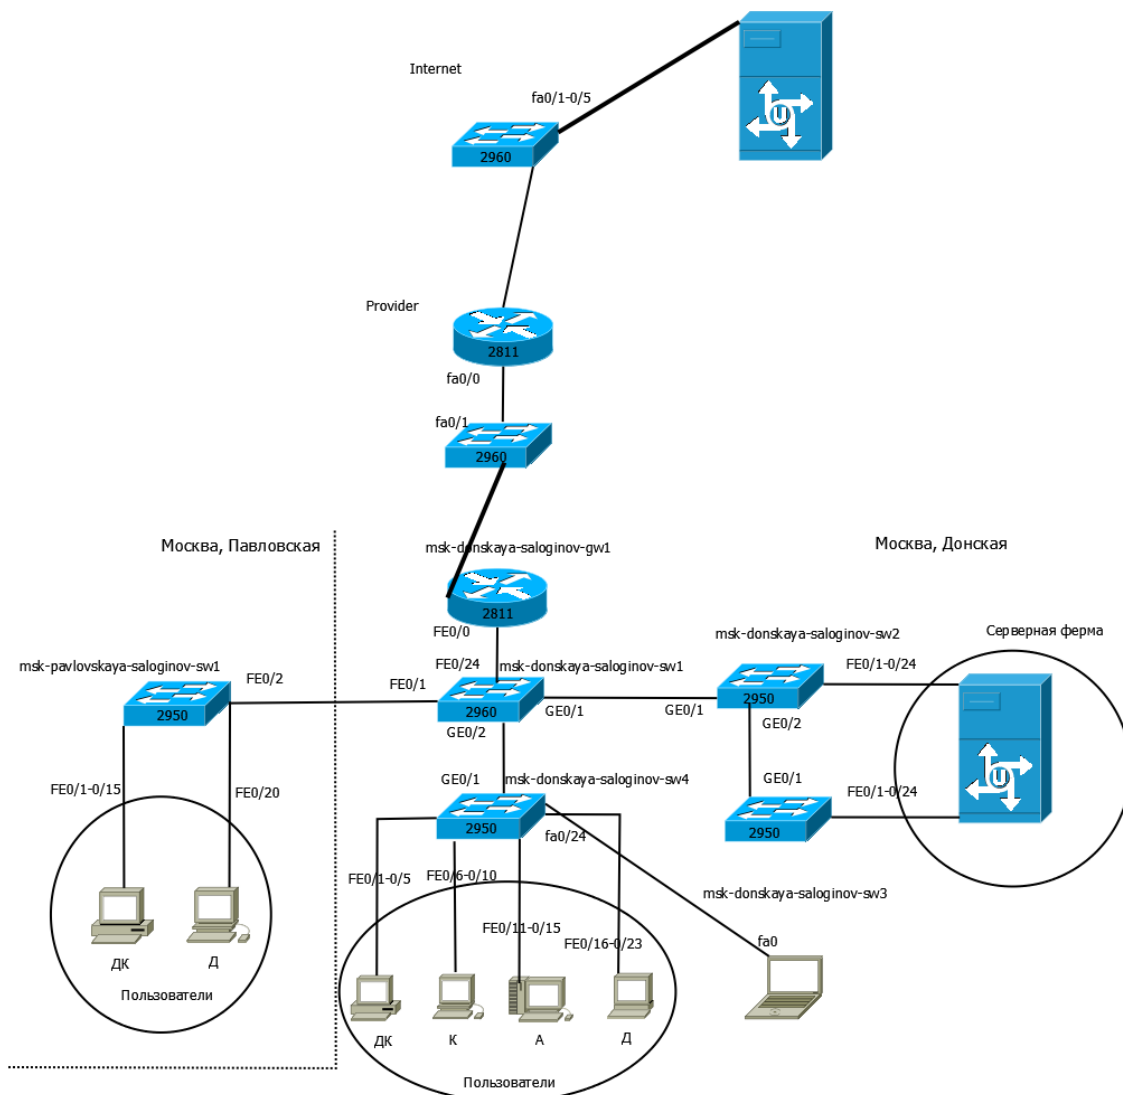 Internet
fa0/1-0/5
U
2960
Provider
2811
fa0/0
fa0/1
2960
Москва, Павловская
msk-donskaya-saloginov-gw1
Москва, Донская
2811
FE0/0
msk-donskaya-saloginov-sw2
Серверная ферма
msk-pavlovskaya-saloginov-sw1
FE0/24
msk-donskaya-saloginov-sw1
FE0/1-0/24
FE0/2
FE0/1
2950
2960
GE0/1
GE0/1
2950
GE0/2
GE0/2
U
GE0/1
msk-donskaya-saloginov-sw4
GE0/1
FE0/1-0/15
FE0/20
FE0/1-0/24
2950
fa0/24
2950
FE0/1-0/5
FE0/6-0/10
msk-donskaya-saloginov-sw3
FE0/11-0/15
FE0/16-0/23
fa0
ДК
Д
Пользователи
ДК
К
А
Д
Пользователи